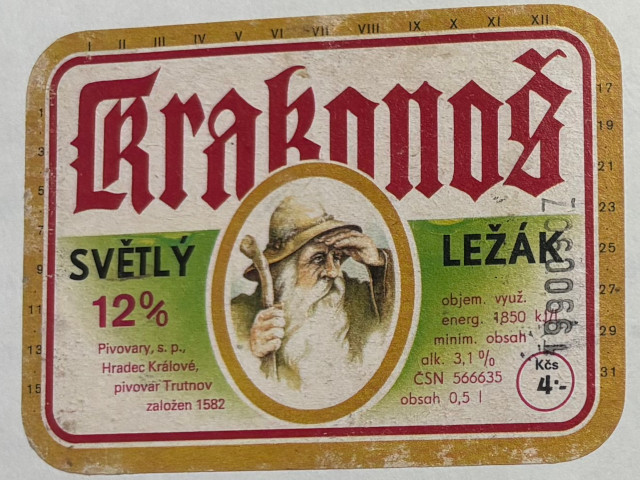 I II III IV V VI VII VIII IX X XI XII
Krakonoš
SVĚTLÝ
LEŽÁK
12%
Pivovary, s. p.,
Hradec Králové,
pivovar Trutnov
založen 1582
objem. využ.
energ. 1850 kJ/l
minim. obsah
alk. 3,1 %
ČSN 566635
obsah 0,5 l
Kčs
4.-
1
3
5
7
9
11
13
15
17
19
21
23
25
27
29
31